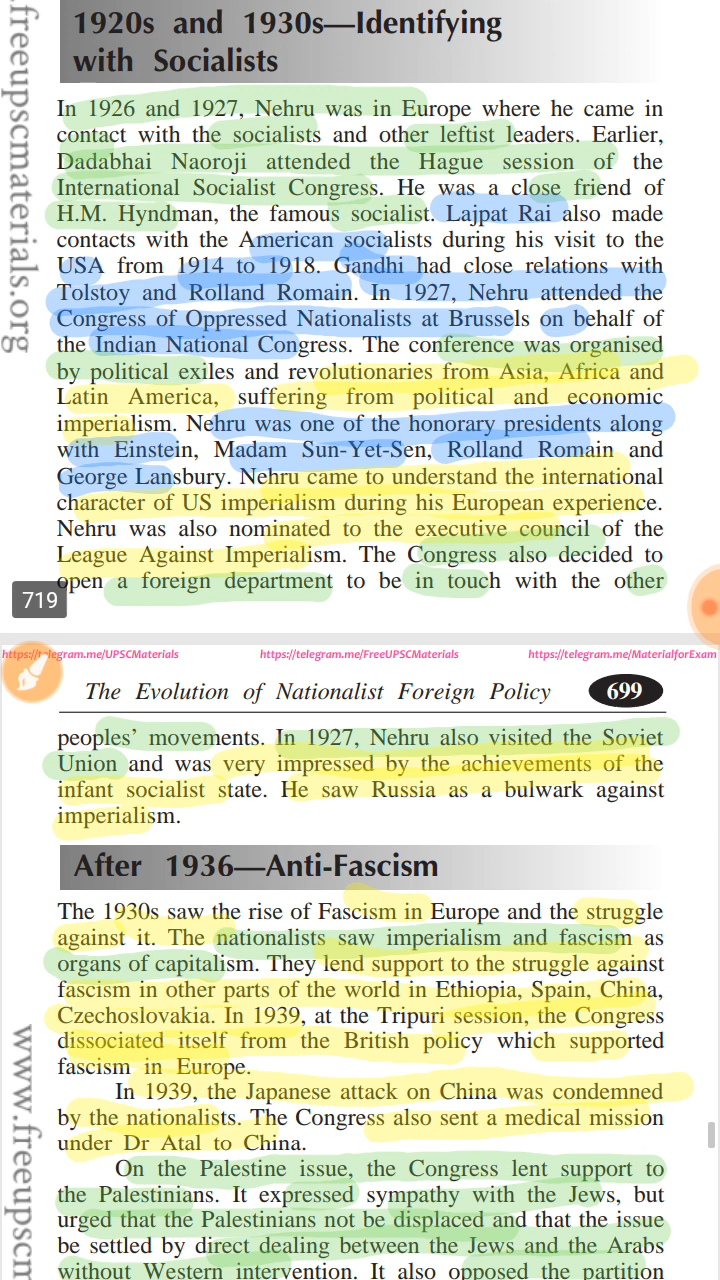 .freeupscmaterials.org
1920s and 1930s—Identifying
with Socialists
In 1926 and 1927, Nehru was in Europe where he came in
contact with the socialists and other leftist leaders. Earlier,
Dadabhai Naoroji attended the Hague session of the
International Socialist Congress. He was a close friend of
H.M. Hyndman, the famous socialist. Lajpat Rai also made
contacts with the American socialists during his visit to the
USA from 1914 to 1918. Gandhi had close relations with
Tolstoy and Rolland Romain. In 1927, Nehru attended the
Congress of Oppressed Nationalists at Brussels on behalf of
the Indian National Congress. The conference was organised
by political exiles and revolutionaries from Asia, Africa and
Latin America, suffering from political and economic
imperialism. Nehru was one of the honorary presidents along
with Einstein, Madam Sun-Yet-Sen, Rolland Romain and
George Lansbury. Nehru came to understand the international
character of US imperialism during his European experience.
Nehru was also nominated to the executive council of the
League Against Imperialism. The Congress also decided to
open a foreign department to be in touch with the other
719
https://telegram.me/UPSCMaterials https://telegram.me/FreeUPSCMaterials https://telegram.me/MaterialforExam
The Evolution of Nationalist Foreign Policy 699
peoples’ movements. In 1927, Nehru also visited the Soviet
Union and was very impressed by the achievements of the
infant socialist state. He saw Russia as a bulwark against
imperialism.
After 1936—Anti-Fascism
The 1930s saw the rise of Fascism in Europe and the struggle
against it. The nationalists saw imperialism and fascism as
organs of capitalism. They lend support to the struggle against
fascism in other parts of the world in Ethiopia, Spain, China,
Czechoslovakia. In 1939, at the Tripuri session, the Congress
dissociated itself from the British policy which supported
fascism in Europe.
In 1939, the Japanese attack on China was condemned
by the nationalists. The Congress also sent a medical mission
under Dr Atal to China.
On the Palestine issue, the Congress lent support to
the Palestinians. It expressed sympathy with the Jews, but
urged that the Palestinians not be displaced and that the issue
be settled by direct dealing between the Jews and the Arabs
without Western intervention. It also opposed the partition
www.freeupscm